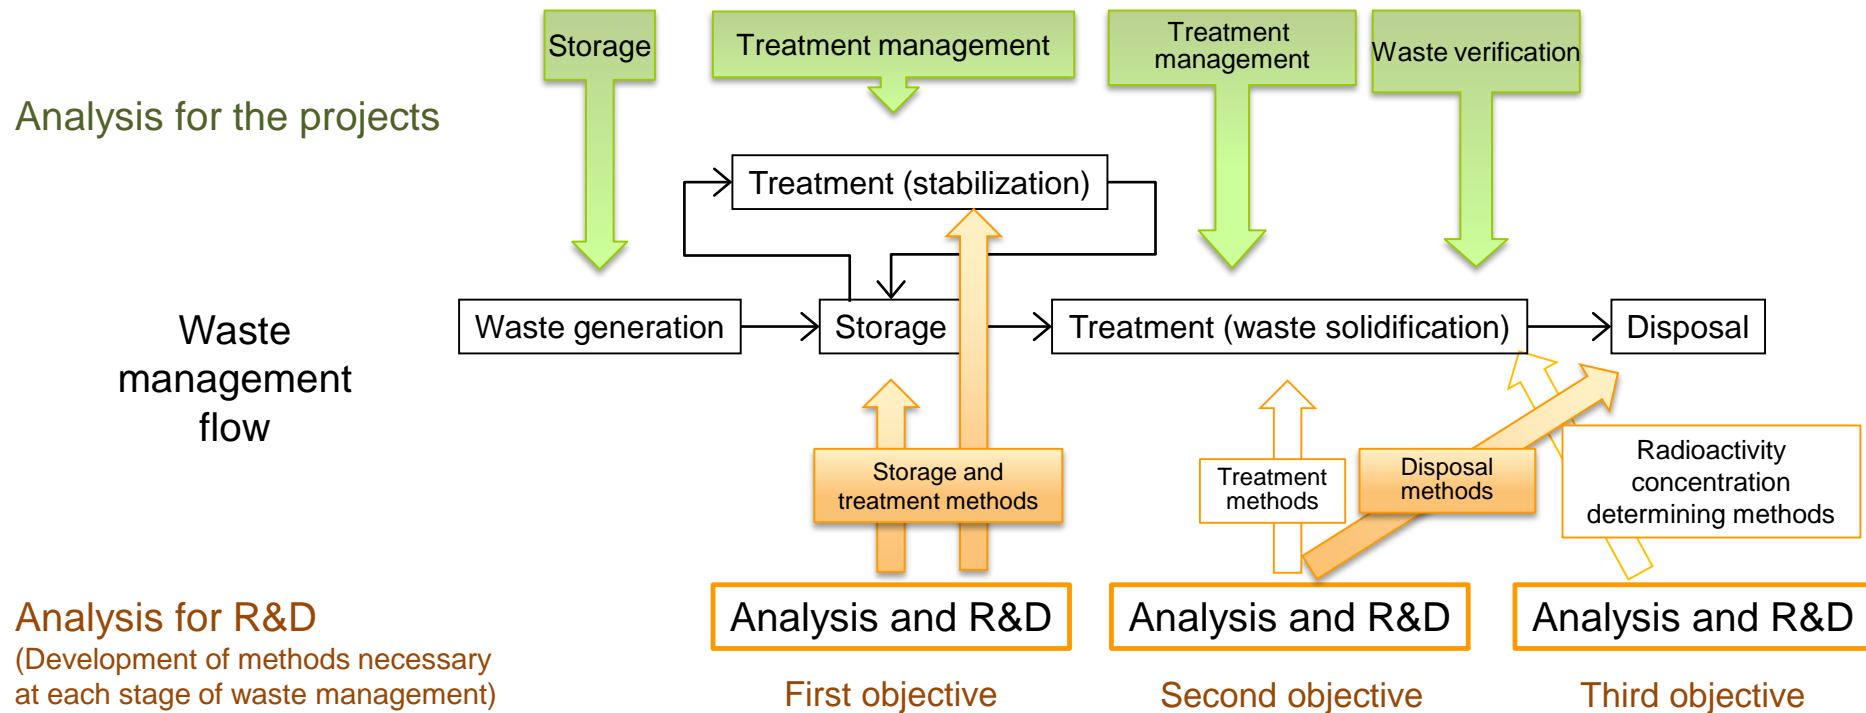 Storage
Treatment management
Treatment
management
Waste verification
Analysis for the projects
Treatment (stabilization)
Waste
management
flow
Waste generation
Storage
Treatment (waste solidification)
Disposal
Storage and
treatment methods
Treatment
methods
Disposal
methods
Radioactivity
concentration
determining methods
Analysis for R&D
(Development of methods necessary
at each stage of waste management)
Analysis and R&D
Analysis and R&D
Analysis and R&D
First objective
Second objective
Third objective